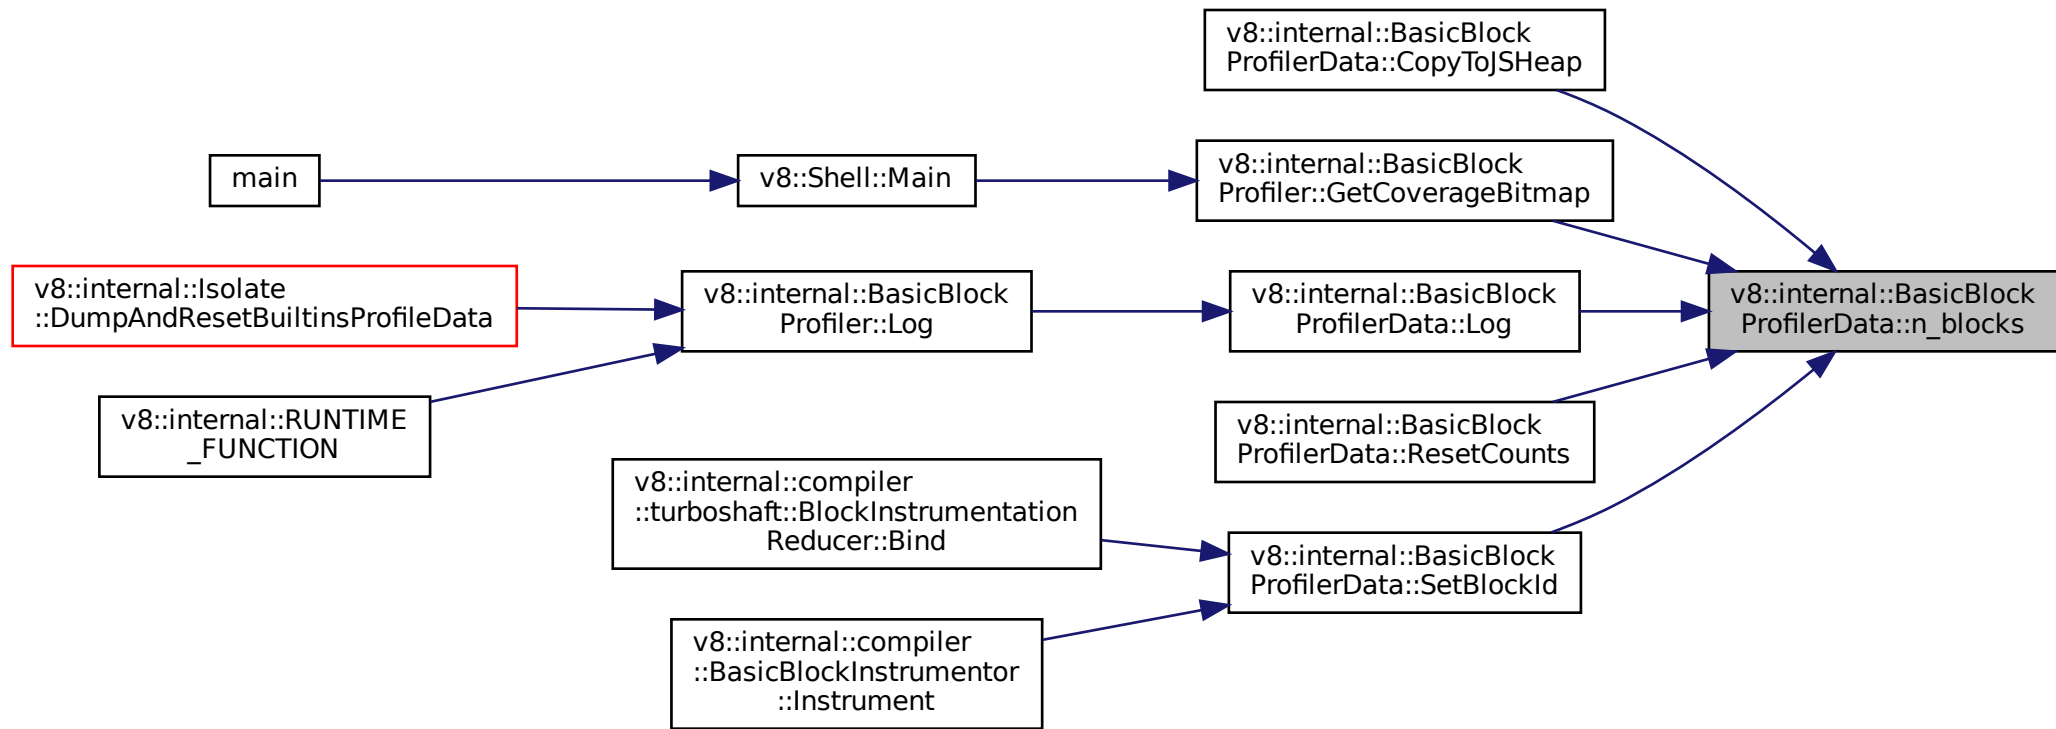 v8::internal::BasicBlock
ProfilerData::CopyToJSHeap
main
v8::Shell::Main
v8::internal::BasicBlock
Profiler::GetCoverageBitmap
v8::internal::Isolate
::DumpAndResetBuiltinsProfileData
v8::internal::BasicBlock
Profiler::Log
v8::internal::BasicBlock
ProfilerData::Log
v8::internal::BasicBlock
ProfilerData::n_blocks
v8::internal::RUNTIME
_FUNCTION
v8::internal::BasicBlock
ProfilerData::ResetCounts
v8::internal::compiler
::turboshaft::BlockInstrumentation
Reducer::Bind
v8::internal::BasicBlock
ProfilerData::SetBlockId
v8::internal::compiler
::BasicBlockInstrumentor
::Instrument